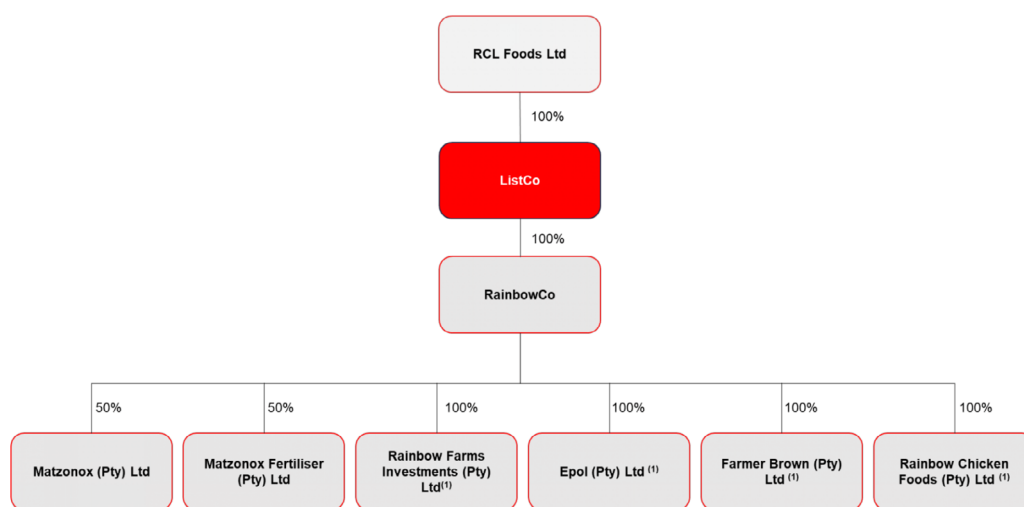 RCL Foods Ltd
100%
ListCo
100%
RainbowCo
50%
50%
100%
100%
100%
100%
Matzonox (Pty) Ltd
Matzonox Fertiliser
(Pty) Ltd
Rainbow Farms
Investments (Pty)
Ltd(1)
Epol (Pty) Ltd (1)
Farmer Brown (Pty)
Ltd (1)
Rainbow Chicken
Foods (Pty) Ltd (1)